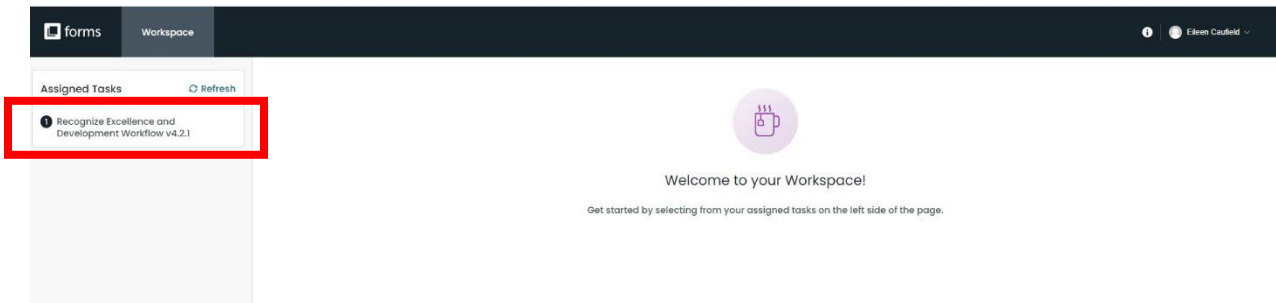 forms
Workspace
Eileen Caufield
Assigned Tasks
Refresh
1 Recognize Excellence and
Development Workflow v4.2.1
Welcome to your Workspace!
Get started by selecting from your assigned tasks on the left side of the page.